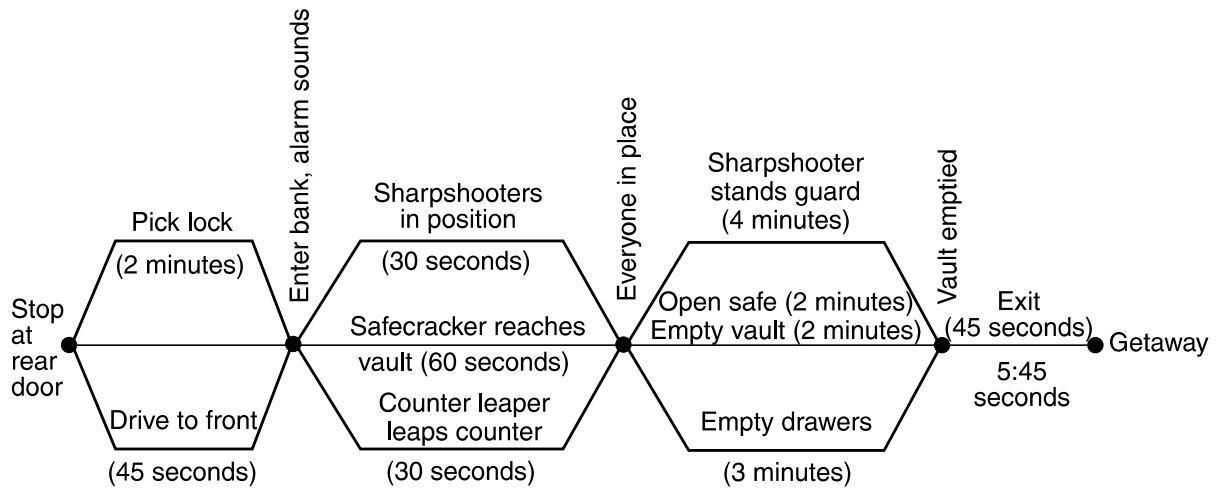 Stop
at
rear
door
Pick lock
(2 minutes)
Drive to front
(45 seconds)
Enter bank, alarm sounds
Sharpshooters
in position
(30 seconds)
Safecracker reaches
vault (60 seconds)
Counter leaper
leaps counter
(30 seconds)
Everyone in place
Sharpshooter
stands guard
(4 minutes)
Open safe (2 minutes)
Empty vault (2 minutes)
Empty drawers
(3 minutes)
Vault emptied
Exit
(45 seconds)
5:45
seconds
Getaway